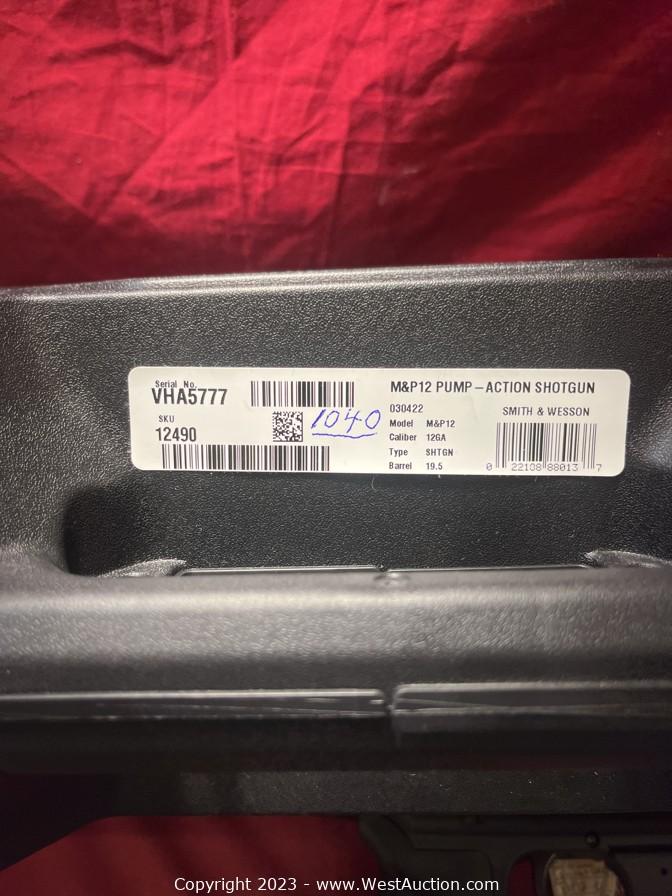 Serial No.
VHA5777
SKU
12490
1040
M&P12 PUMP-ACTION SHOTGUN
030422
SMITH & WESSON
Model M&P12
Caliber 12GA
Type SHTGN
Barrel 19.5
0 22108 88013 7
Copyright 2023 - www.WestAuction.com